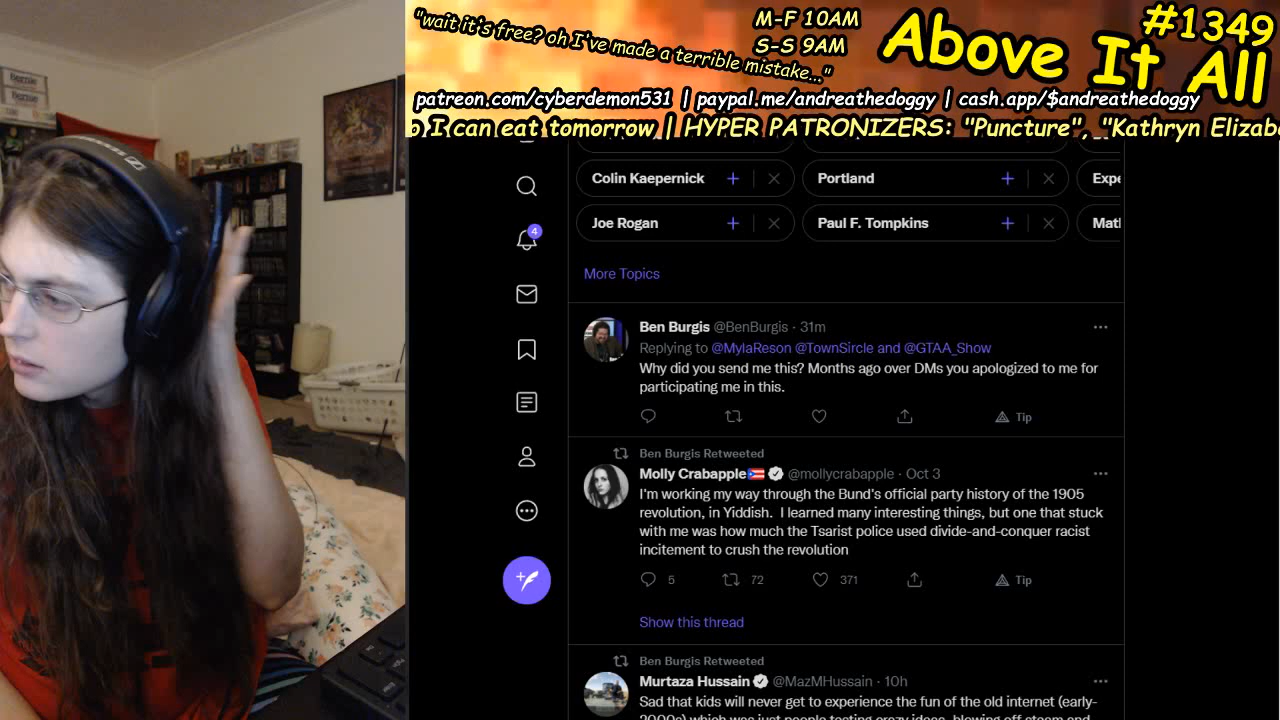 "wait it's free? oh I've made a terrible mistake..."
M-F 10AM
S-S 9AM
Above It All
#1349
patreon.com/cyberdemon531 | paypal.me/andreathedoggy | cash.app/$andreathedoggy
I can eat tomorrow | HYPER PATRONIZERS: "Puncture", "Kathryn Elizab
Bernie
Bernie
Colin Kaepernick
Portland
Expe
Joe Rogan
Paul F. Tompkins
Math
More Topics
4
Ben Burgis @BenBurgis · 31m
Replying to @MylaReson @TownSircle and @GTAA_Show
Why did you send me this? Months ago over DMs you apologized to me for
participating me in this.
Tip
Ben Burgis Retweeted
Molly Crabapple @mollycrabapple · Oct 3
I'm working my way through the Bund's official party history of the 1905
revolution, in Yiddish. I learned many interesting things, but one that stuck
with me was how much the Tsarist police used divide-and-conquer racist
incitement to crush the revolution
5 72 371 Tip
Show this thread
Ben Burgis Retweeted
Murtaza Hussain @MazMHussain · 10h
Sad that kids will never get to experience the fun of the old internet (early-
2000s) which was just people testing crazy ideas, blowing off steam and